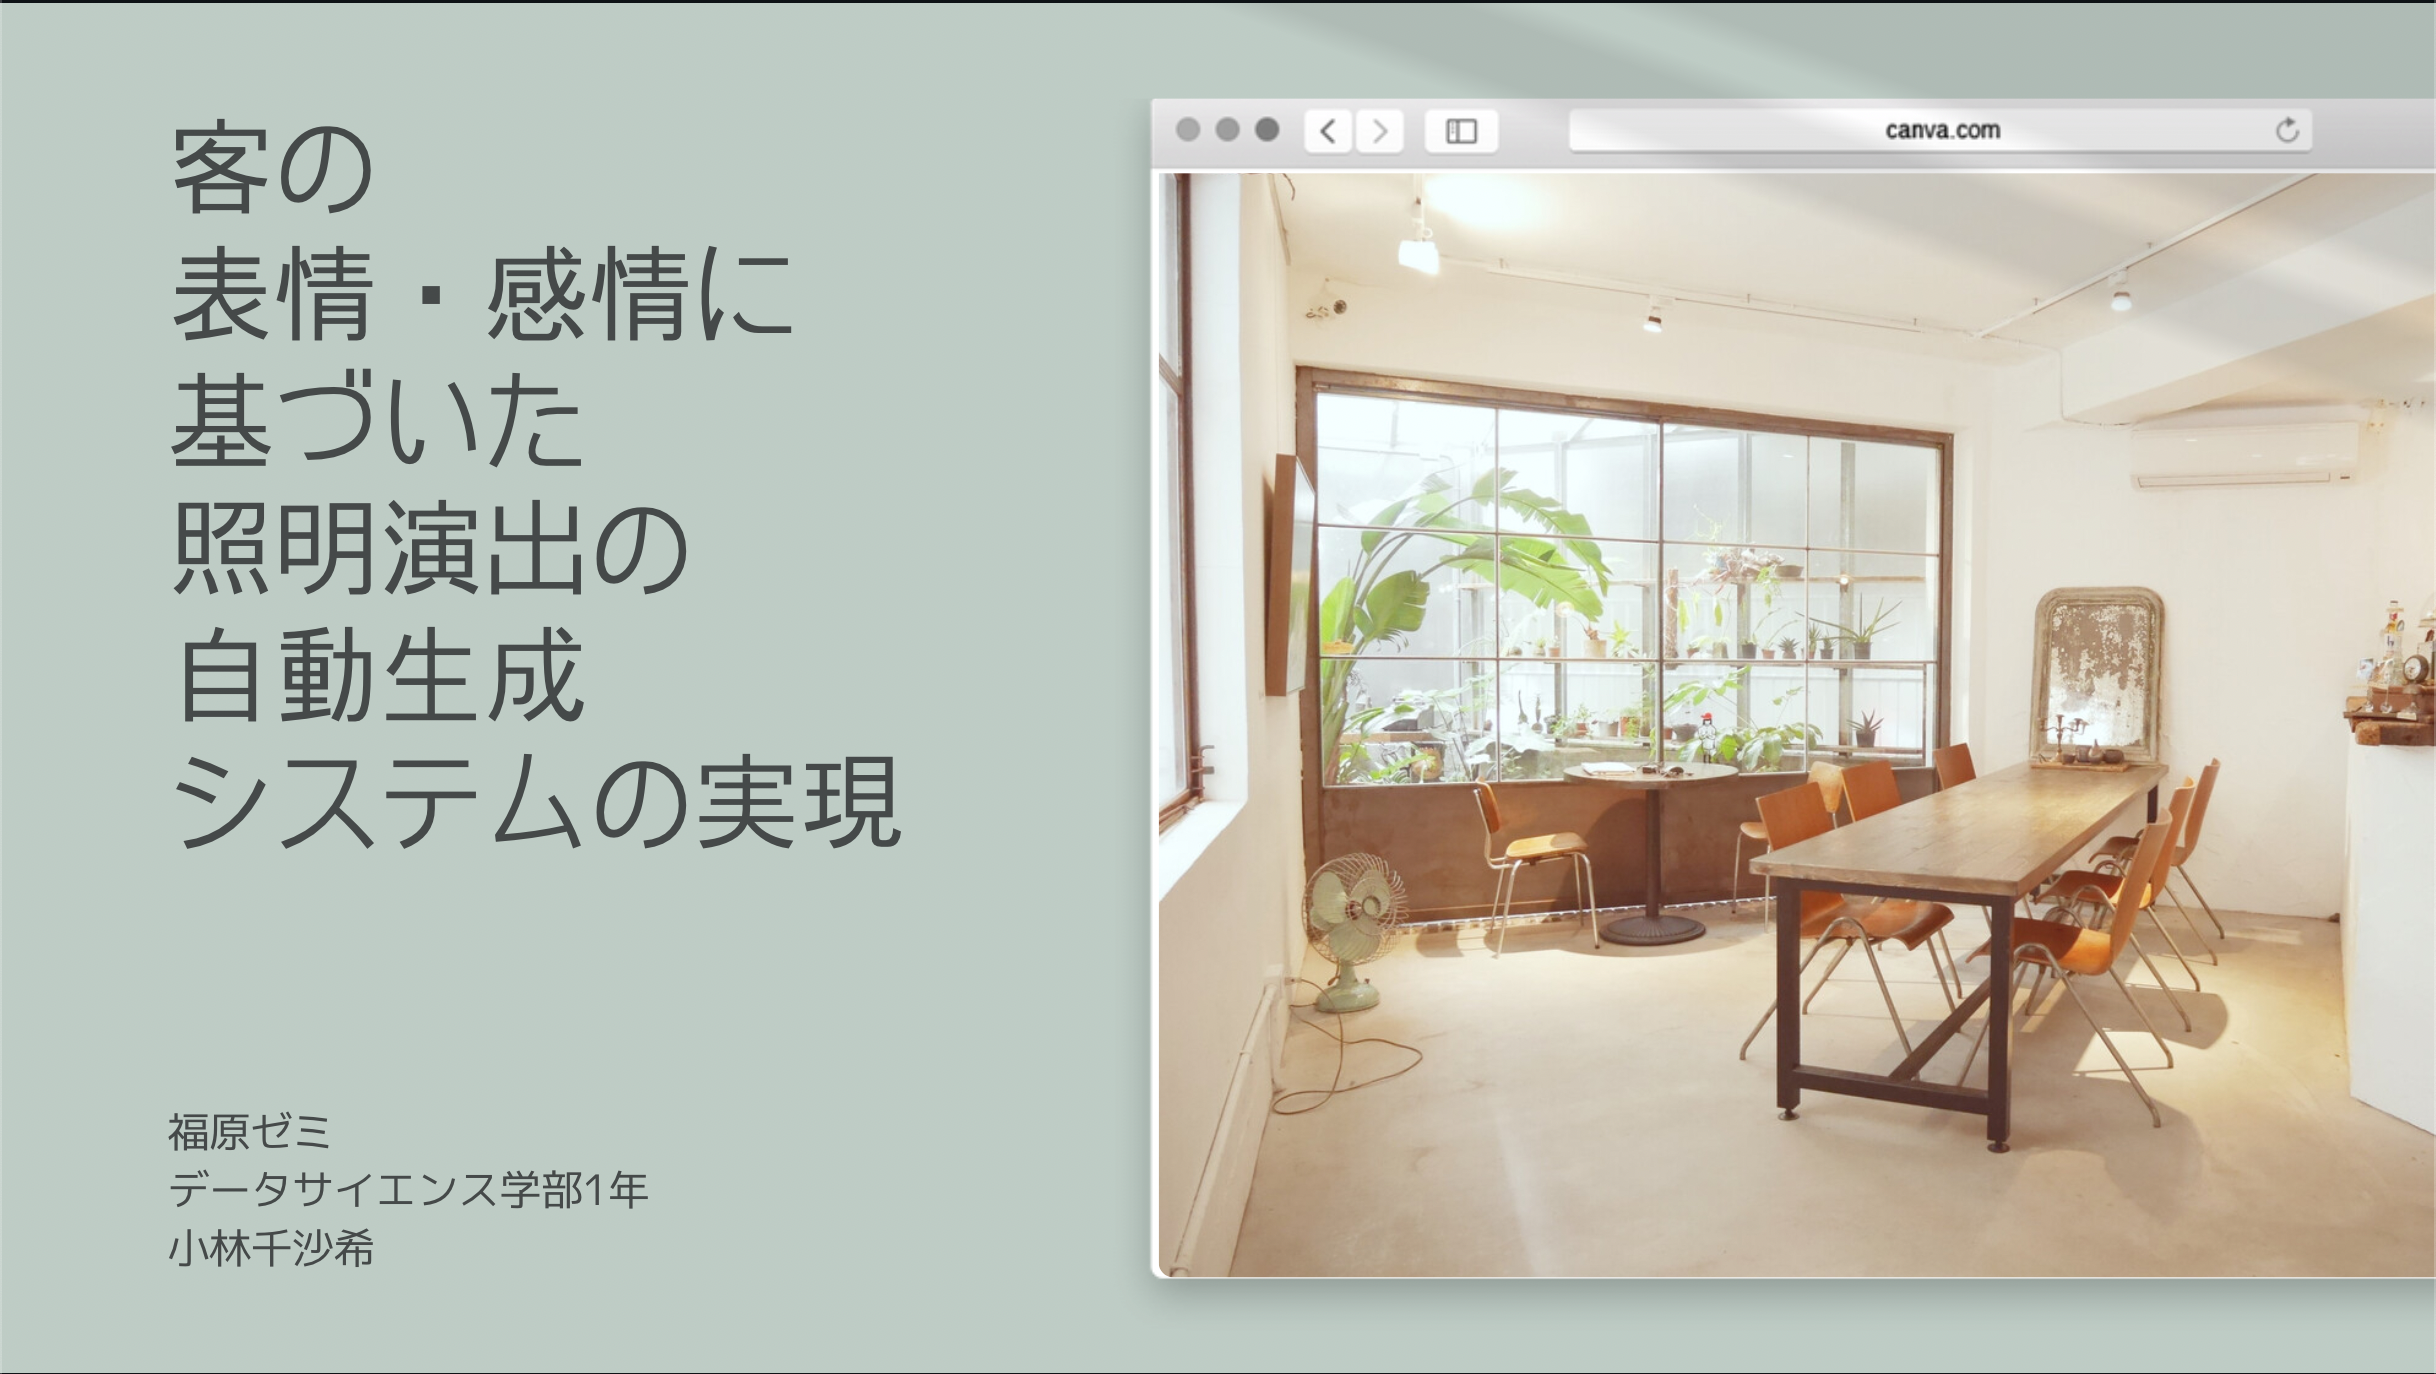 客の
表情・感情に
基づいた
照明演出の
自動生成
システムの実現
福原ゼミ
データサイエンス学部1年
小林千沙希
canva.com